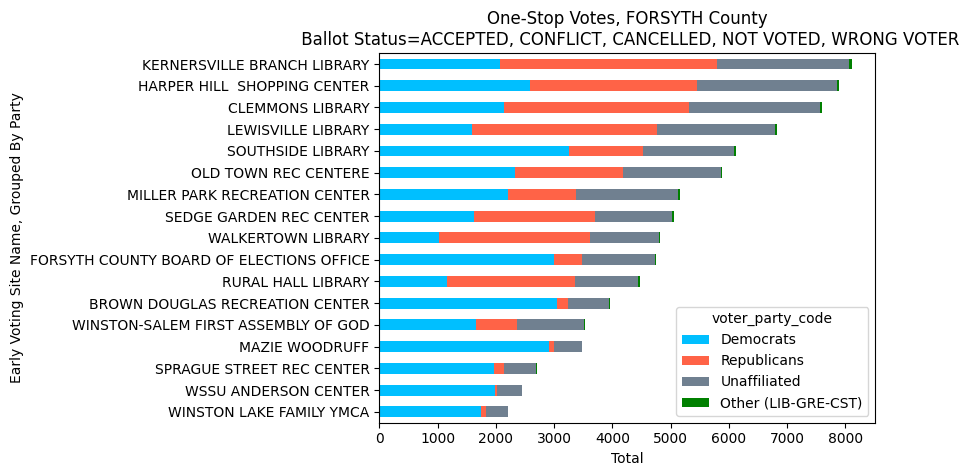 One-Stop Votes, FORSYTH County
Ballot Status=ACCEPTED, CONFLICT, CANCELLED, NOT VOTED, WRONG VOTER
Early Voting Site Name, Grouped By Party
KERNERSVILLE BRANCH LIBRARY
HARPER HILL  SHOPPING CENTER
CLEMMONS LIBRARY
LEWISVILLE LIBRARY
SOUTHSIDE LIBRARY
OLD TOWN REC CENTERE
MILLER PARK RECREATION CENTER
SEDGE GARDEN REC CENTER
WALKERTOWN LIBRARY
FORSYTH COUNTY BOARD OF ELECTIONS OFFICE
RURAL HALL LIBRARY
BROWN DOUGLAS RECREATION CENTER
WINSTON-SALEM FIRST ASSEMBLY OF GOD
MAZIE WOODRUFF
SPRAGUE STREET REC CENTER
WSSU ANDERSON CENTER
WINSTON LAKE FAMILY YMCA
voter_party_code
Democrats
Republicans
Unaffiliated
Other (LIB-GRE-CST)
0 1000 2000 3000 4000 5000 6000 7000 8000
Total